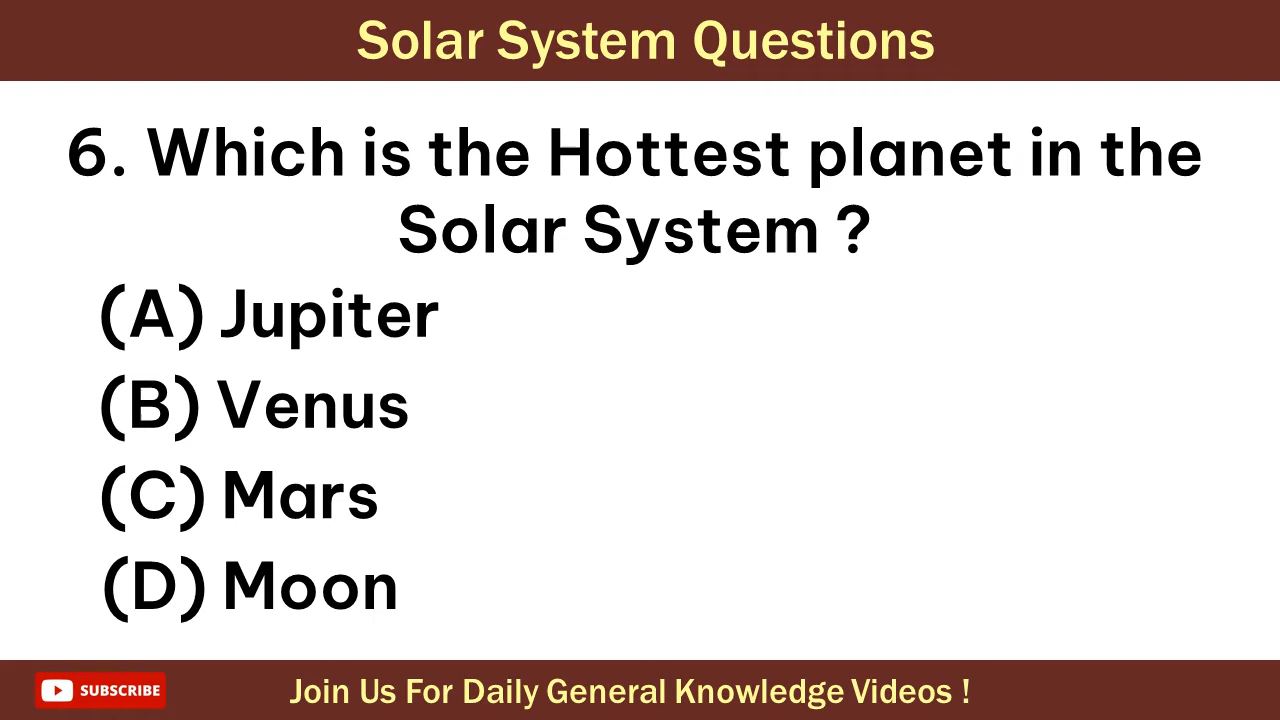 Solar System Questions
6. Which is the Hottest planet in the
Solar System ?
(A) Jupiter
(B) Venus
(C) Mars
(D) Moon
SUBSCRIBE
Join Us For Daily General Knowledge Videos !